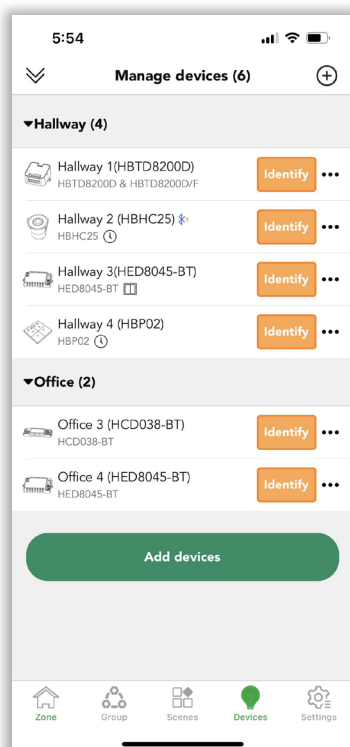 5:54
Manage devices (6)
Hallway (4)
Hallway 1(HBTD8200D)
HBTD8200D & HBTD8200D/F
Identify
Hallway 2 (HBHC25)
HBHC25
Identify
Hallway 3(HED8045-BT)
HED8045-BT
Identify
Hallway 4 (HBP02)
HBP02
Identify
Office (2)
Office 3 (HCD038-BT)
HCD038-BT
Identify
Office 4 (HED8045-BT)
HED8045-BT
Identify
Add devices
Zone
Group
Scenes
Devices
Settings